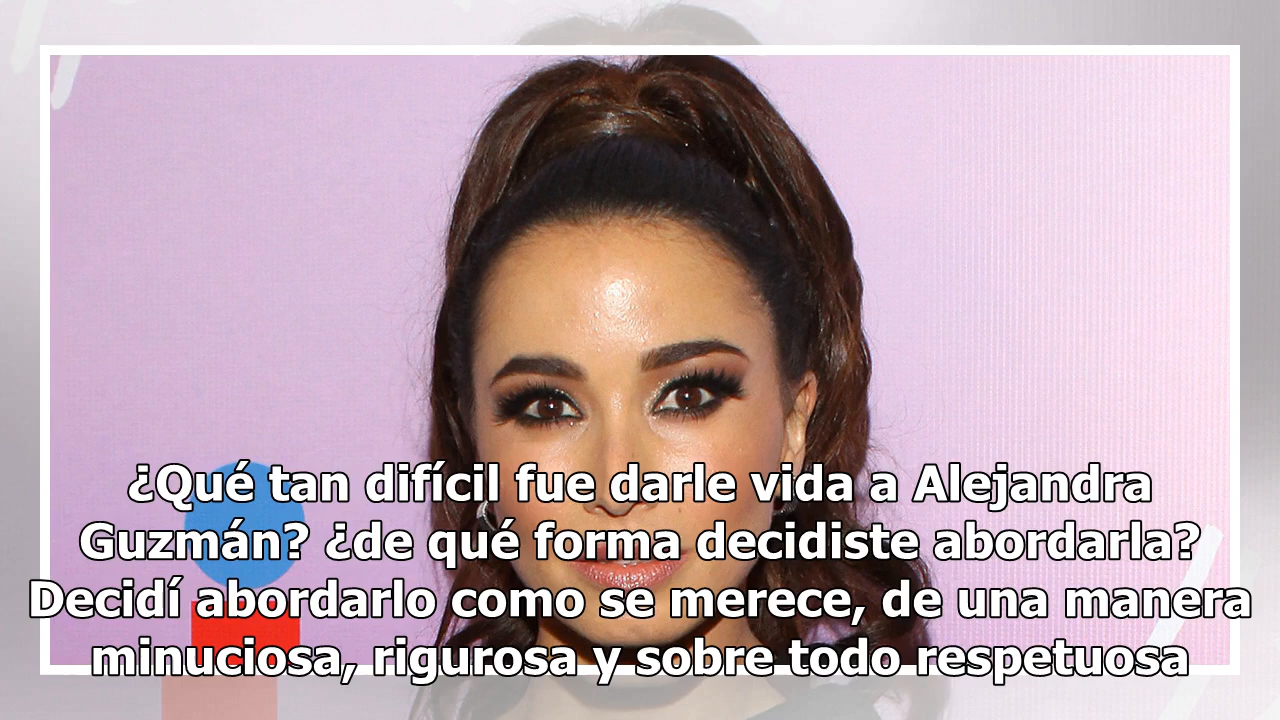 ¿Qué tan difícil fue darle vida a Alejandra
Guzmán? ¿de qué forma decidiste abordarla?
Decidí abordarlo como se merece, de una manera
minuciosa, rigurosa y sobre todo respetuosa